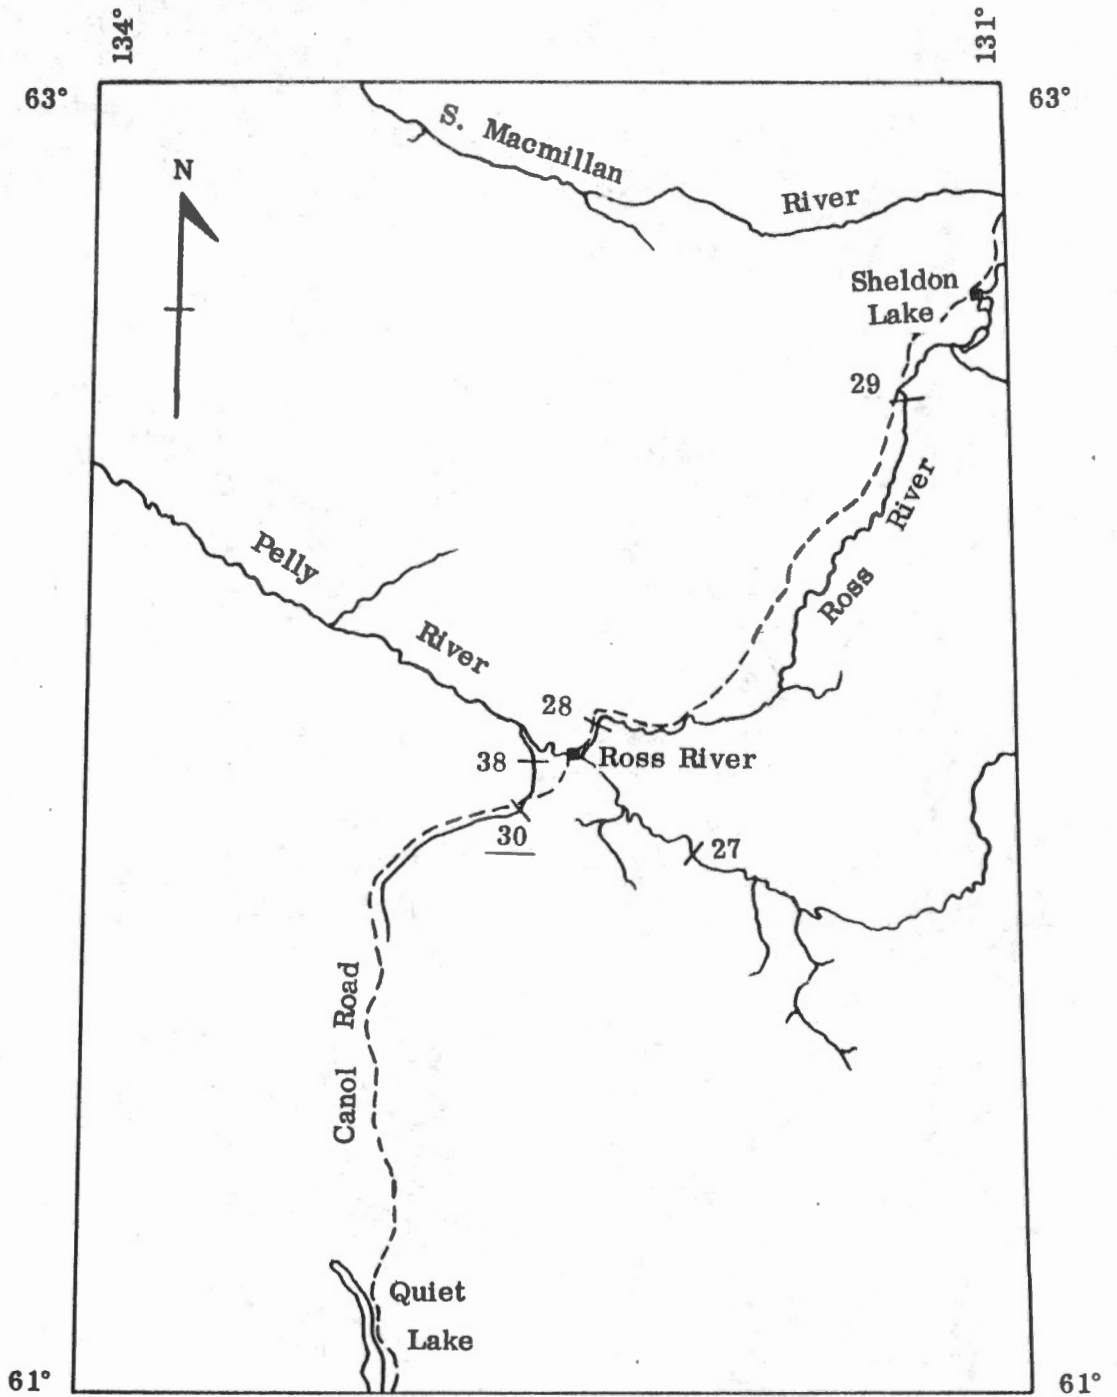 134°
131°
63°
63°
N
S. Macmillan
River
Sheldon
Lake
29
River
Ross
Pelly
River
28
38
Ross River
30
27
Canol Road
Quiet
Lake
61°
61°